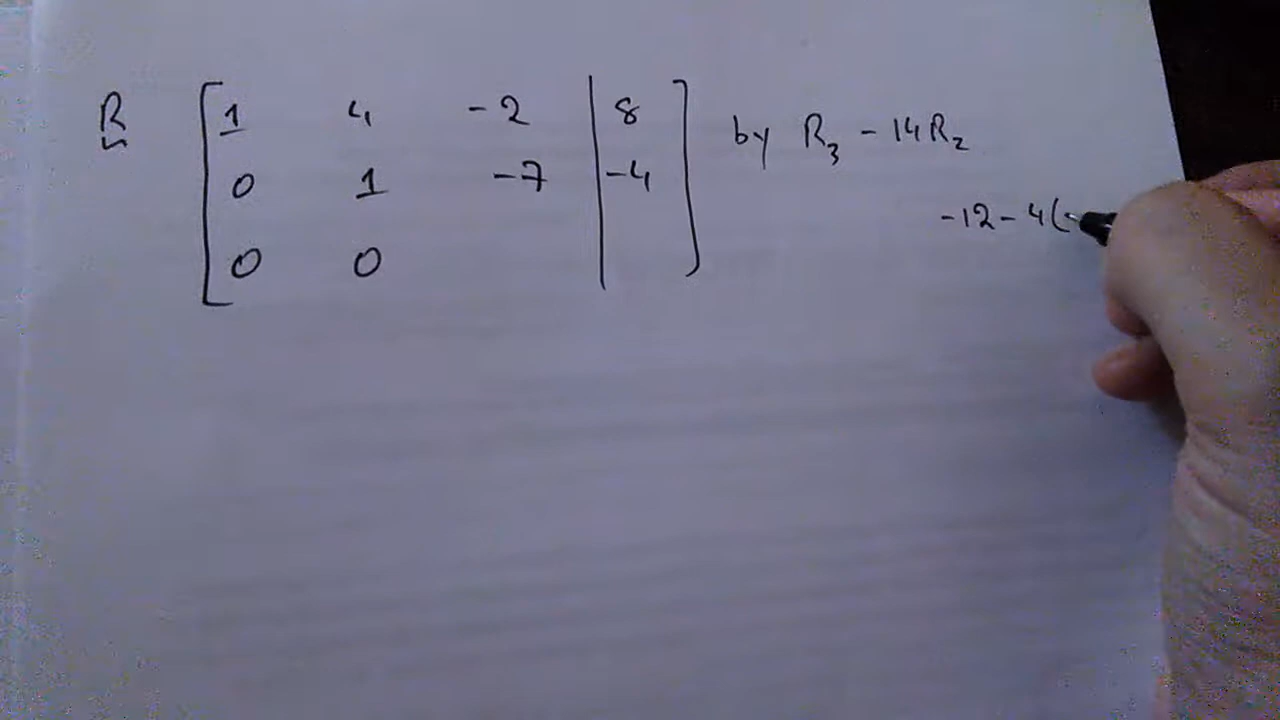 R [ 1 4 -2 | 8 ] by R₃ - 14R₂
0 1 -7 | -4
-12 - 4(-
0 0